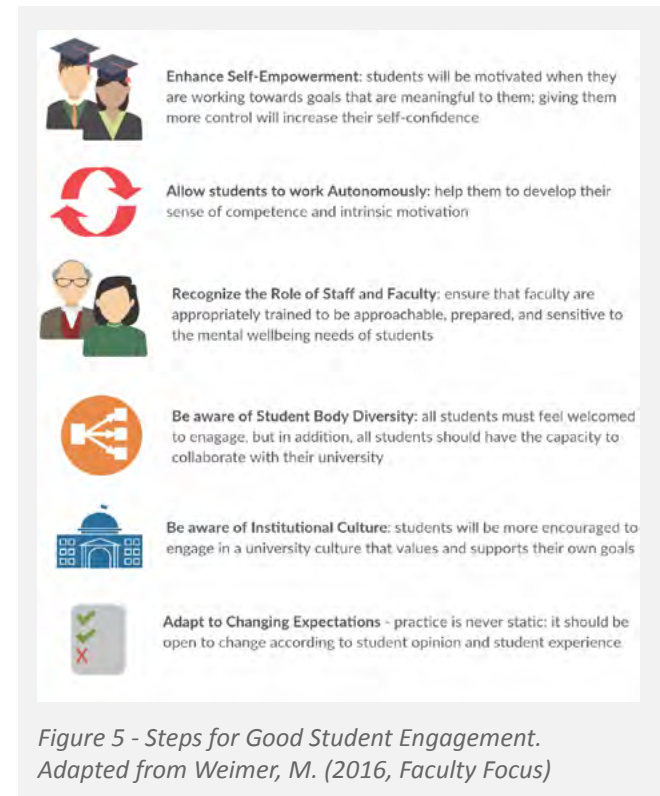 Enhance Self-Empowerment: students will be motivated when they
are working towards goals that are meaningful to them; giving them
more control will increase their self-confidence
Allow students to work Autonomously: help them to develop their
sense of competence and intrinsic motivation
Recognize the Role of Staff and Faculty: ensure that faculty are
appropriately trained to be approachable, prepared, and sensitive to
the mental wellbeing needs of students
Be aware of Student Body Diversity: all students must feel welcomed
to enagage, but in addition, all students should have the capacity to
collaborate with their university
Be aware of Institutional Culture: students will be more encouraged to
engage in a university culture that values and supports their own goals
Adapt to Changing Expectations - practice is never static: it should be
open to change according to student opinion and student experience
Figure 5 - Steps for Good Student Engagement.
Adapted from Weimer, M. (2016, Faculty Focus)